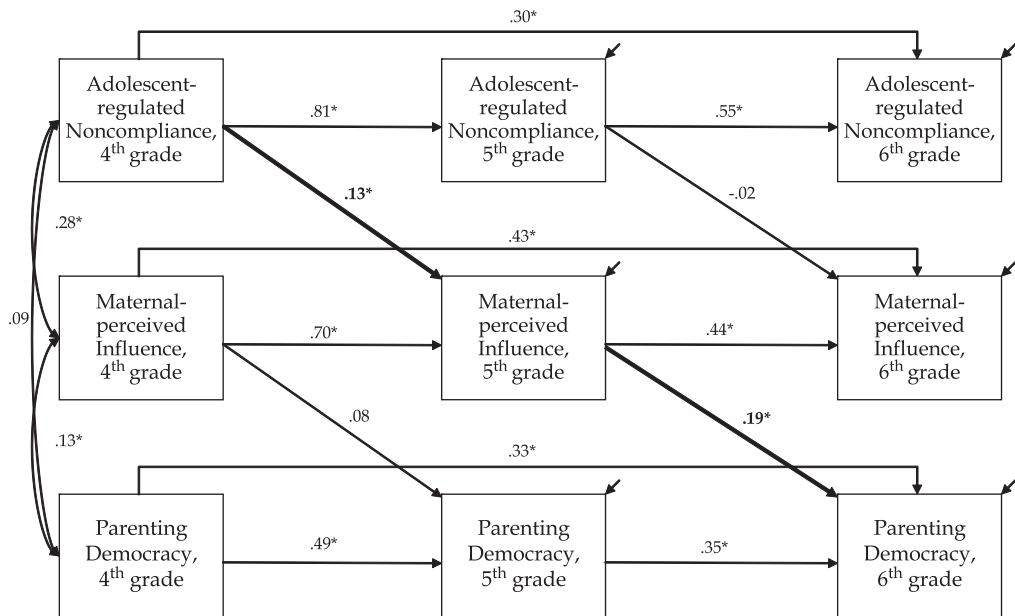 .30*
Adolescent-
regulated
Noncompliance,
4th grade
.81*
Adolescent-
regulated
Noncompliance,
5th grade
.55*
Adolescent-
regulated
Noncompliance,
6th grade
.28*
.13*
-.02
.43*
.09
Maternal-
perceived
Influence,
4th grade
.70*
Maternal-
perceived
Influence,
5th grade
.44*
Maternal-
perceived
Influence,
6th grade
.13*
.08
.19*
.33*
Parenting
Democracy,
4th grade
.49*
Parenting
Democracy,
5th grade
.35*
Parenting
Democracy,
6th grade